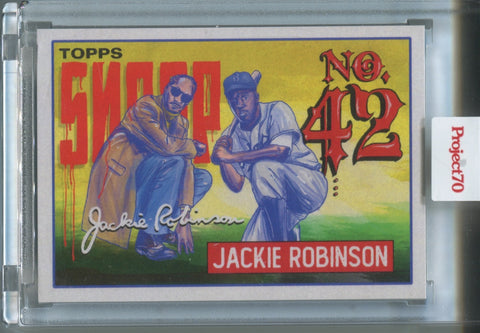 TOPPS
SNOOP
NO.
42
Jackie Robinson
JACKIE ROBINSON
Project70